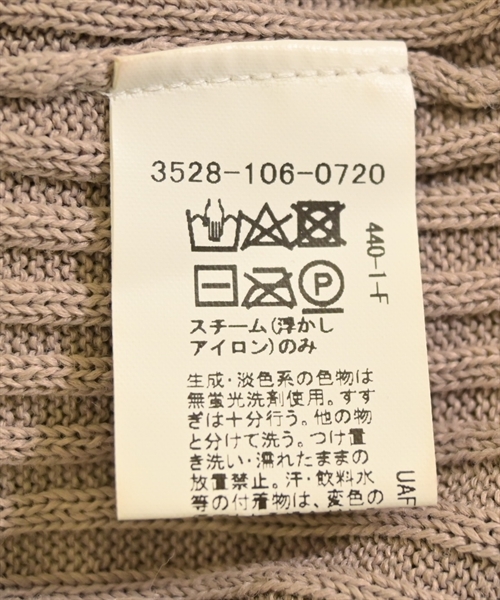 3528-106-0720
440-1-F
P
スチーム(浮かし
アイロン)のみ
生成・淡色系の色物は
無蛍光洗剤使用。すす
ぎは十分行う。他の物
と分けて洗う。つけ置
き洗い・濡れたままの
放置禁止。汗・飲料水
等の付着物は、変色の
UAF